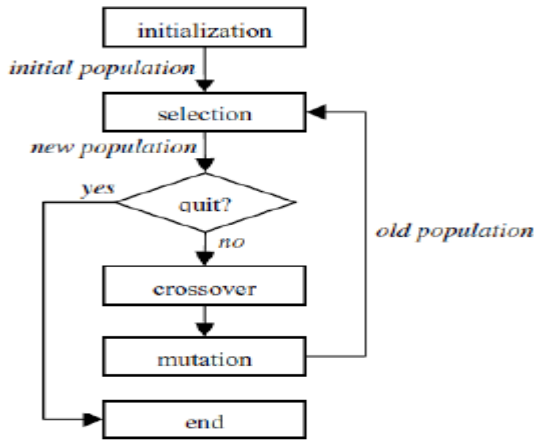 initialization
initial population
selection
new population
yes
quit?
old population
no
crossover
mutation
end